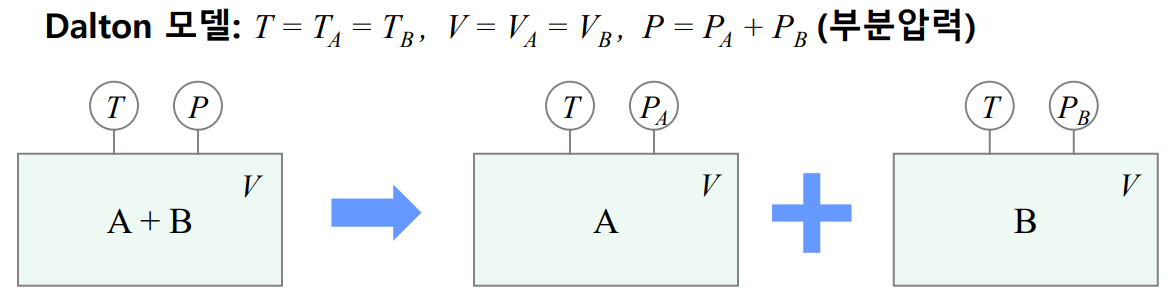 Dalton 모델: T = T_A = T_B, V = V_A = V_B, P = P_A + P_B (부분압력)
T P T P_A T P_B
V V V
A + B A B